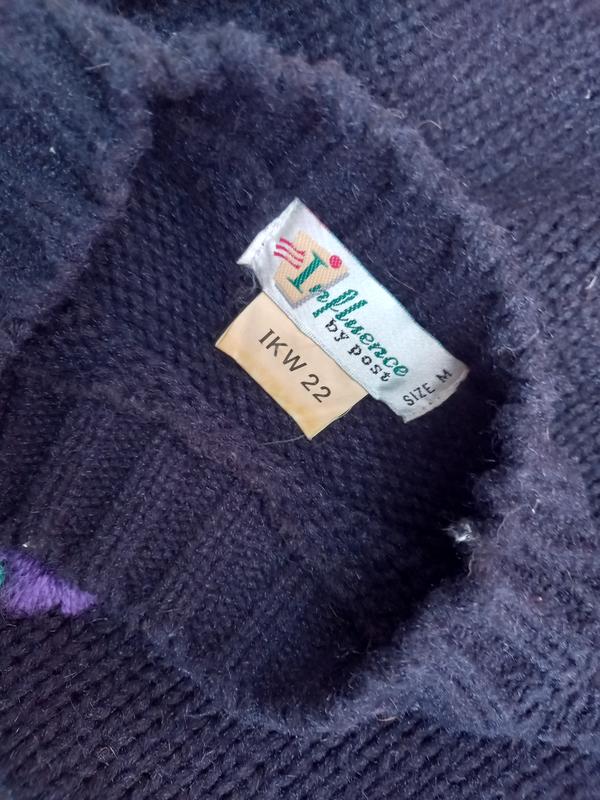 Influence
by post
SIZE M
IKW 22